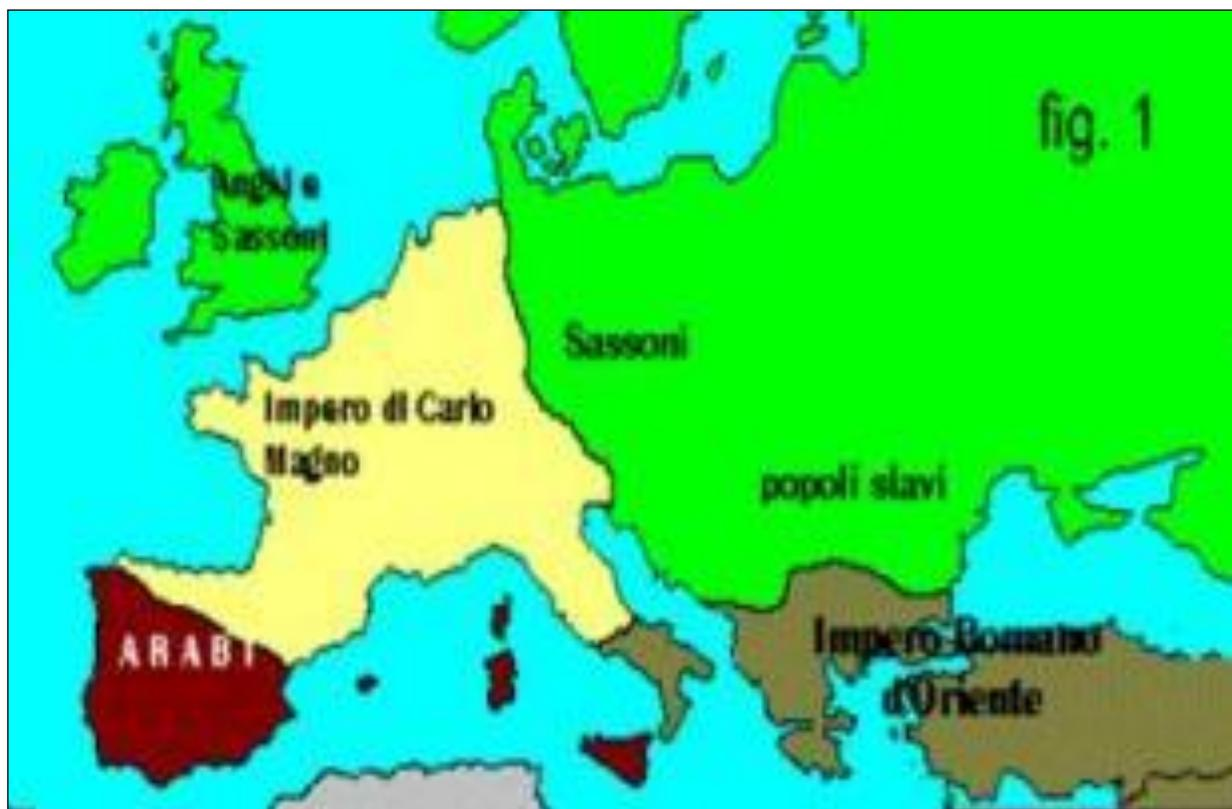 fig. 1
Angli e
Sassoni
Sassoni
Impero di Carlo
Magno
popoli slavi
ARABI
Impero Romano
d'Oriente